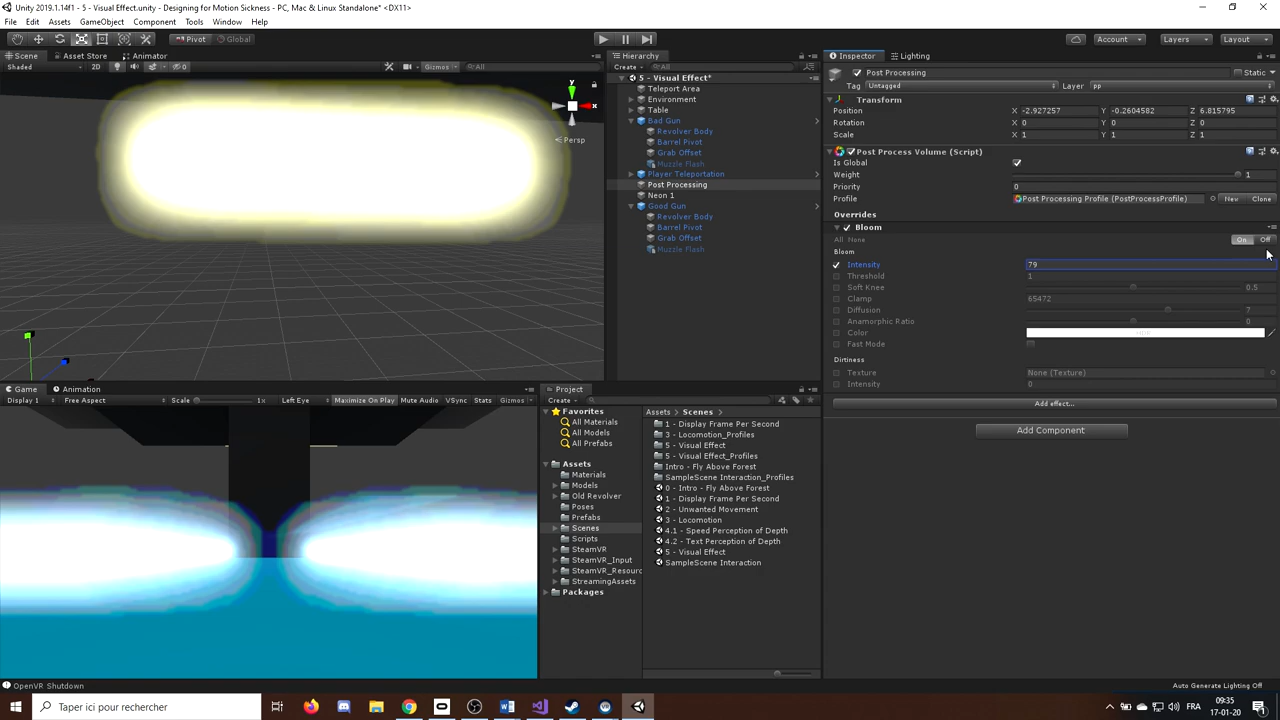 Unity 2019.1.14f1 - 5 - Visual Effect.unity - Designing for Motion Sickness - PC, Mac & Linux Standalone* <DX11>
File Edit Assets GameObject Component Tools Window Help
Pivot Global Account Layers Layout
Scene Asset Store Animator
Shaded 2D 0 Gizmos All
y
x
Persp
Hierarchy
Create All
5 - Visual Effect*
Teleport Area
Environment
Table
Bad Gun
Revolver Body
Barrel Pivot
Grab Offset
Muzzle Flash
Player Teleportation
Post Processing
Neon 1
Good Gun
Revolver Body
Barrel Pivot
Grab Offset
Muzzle Flash
Inspector Lighting
Post Processing Static
Tag Untagged Layer pp
Transform
Position X -2.927257 Y -0.2604582 Z 6.815795
Rotation X 0 Y 0 Z 0
Scale X 1 Y 1 Z 1
Post Process Volume (Script)
Is Global
Weight 1
Priority 0
Profile Post Processing Profile (PostProcessProfile) New Clone
Overrides
Bloom
All None On Off
Bloom
Intensity 79
Threshold 1
Soft Knee 0.5
Clamp 65472
Diffusion 7
Anamorphic Ratio 0
Color HDR
Fast Mode
Dirtiness
Texture None (Texture)
Intensity 0
Add effect...
Add Component
Game Animation
Display 1 Free Aspect Scale 1x Left Eye Maximize On Play Mute Audio VSync Stats Gizmos
Project
Create
Favorites
All Materials
All Models
All Prefabs
Assets
Materials
Models
Old Revolver
Poses
Prefabs
Scenes
Scripts
SteamVR
SteamVR_Input
SteamVR_Resourc
StreamingAssets
Packages
Assets Scenes
1 - Display Frame Per Second
3 - Locomotion_Profiles
5 - Visual Effect
5 - Visual Effect_Profiles
Intro - Fly Above Forest
SampleScene Interaction_Profiles
0 - Intro - Fly Above Forest
1 - Display Frame Per Second
2 - Unwanted Movement
3 - Locomotion
4.1 - Speed Perception of Depth
4.2 - Text Perception of Depth
5 - Visual Effect
SampleScene Interaction
OpenVR Shutdown Auto Generate Lighting Off
Taper ici pour rechercher FRA 09:35
17-01-20